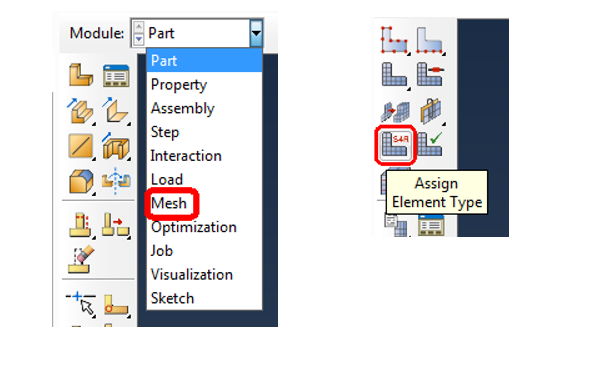 Module: Part
Part
Property
Assembly
Step
Interaction
Load
Mesh
Optimization
Job
Visualization
Sketch
S4R
Assign
Element Type